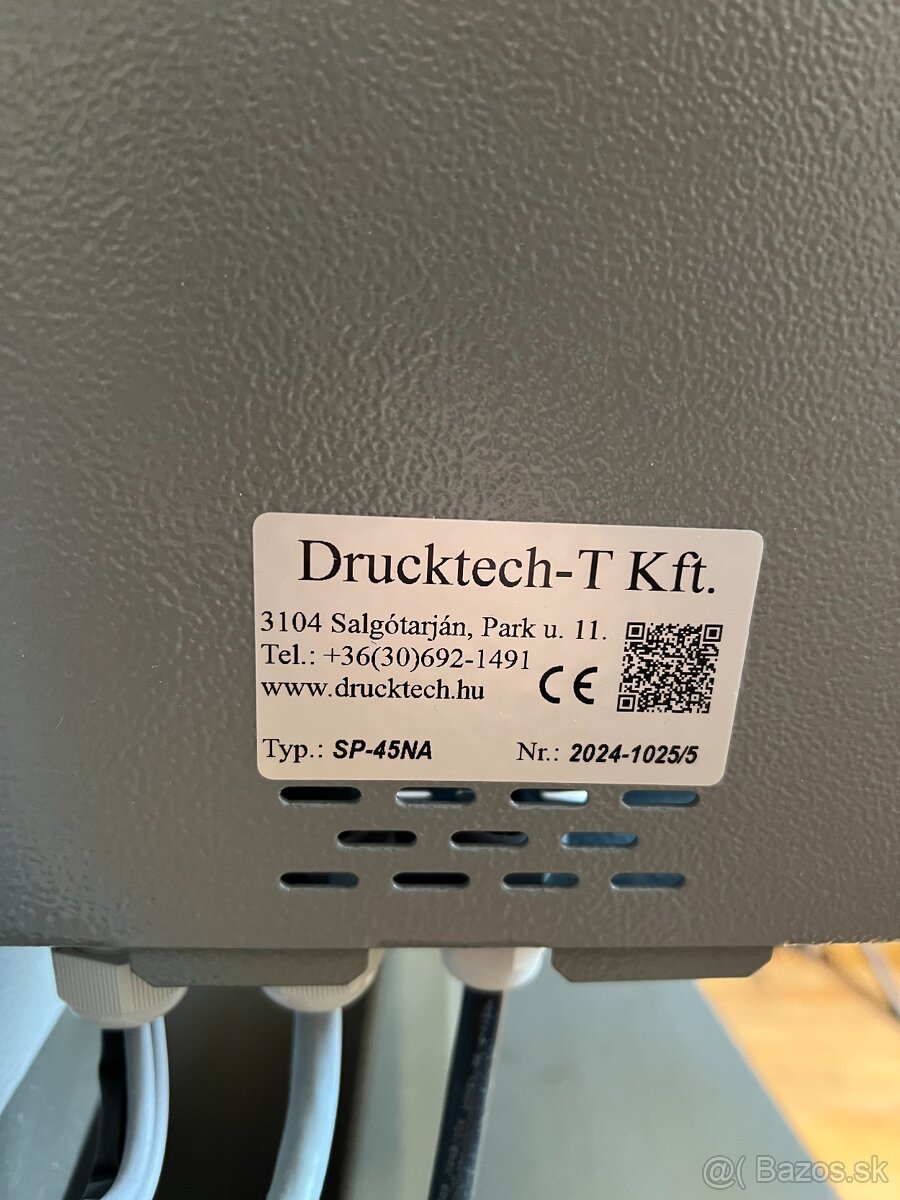 Drucktech-T Kft.
3104 Salgótarján, Park u. 11.
Tel.: +36(30)692-1491
www.drucktech.hu
CE
Typ.: SP-45NA Nr.: 2024-1025/5
@( Bazos.sk